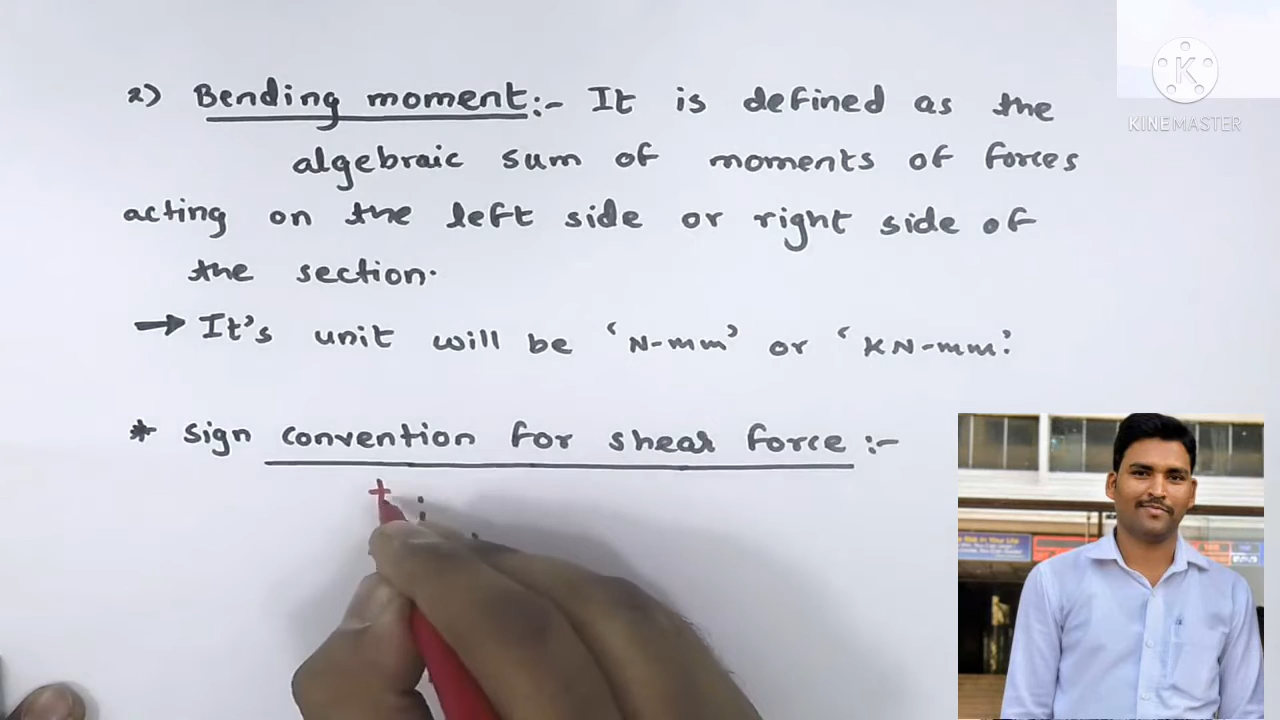 K
KINEMASTER
2) Bending moment:- It is defined as the
algebraic sum of moments of forces
acting on the left side or right side of
the section.
→ It's unit will be 'N-mm' or 'KN-mm'.
* Sign convention for shear force :-
+ :